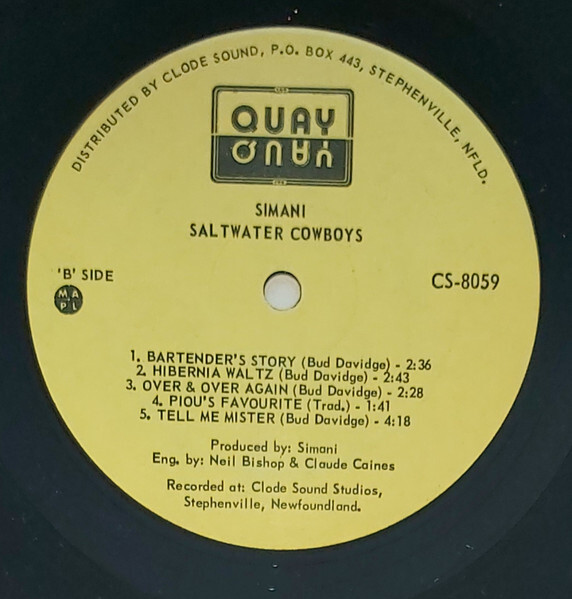 DISTRIBUTED BY CLODE SOUND, P.O. BOX 443, STEPHENVILLE, NFLD.
QUAY
QUAY
SIMANI
SALTWATER COWBOYS
'B' SIDE
CS-8059
M A
P L
1. BARTENDER'S STORY (Bud Davidge) - 2:36
2. HIBERNIA WALTZ (Bud Davidge) - 2:43
3. OVER & OVER AGAIN (Bud Davidge) - 2:28
4. PIOU'S FAVOURITE (Trad.) - 1:41
5. TELL ME MISTER (Bud Davidge) - 4:18
Produced by: Simani
Eng. by: Neil Bishop & Claude Caines
Recorded at: Clode Sound Studios,
Stephenville, Newfoundland.